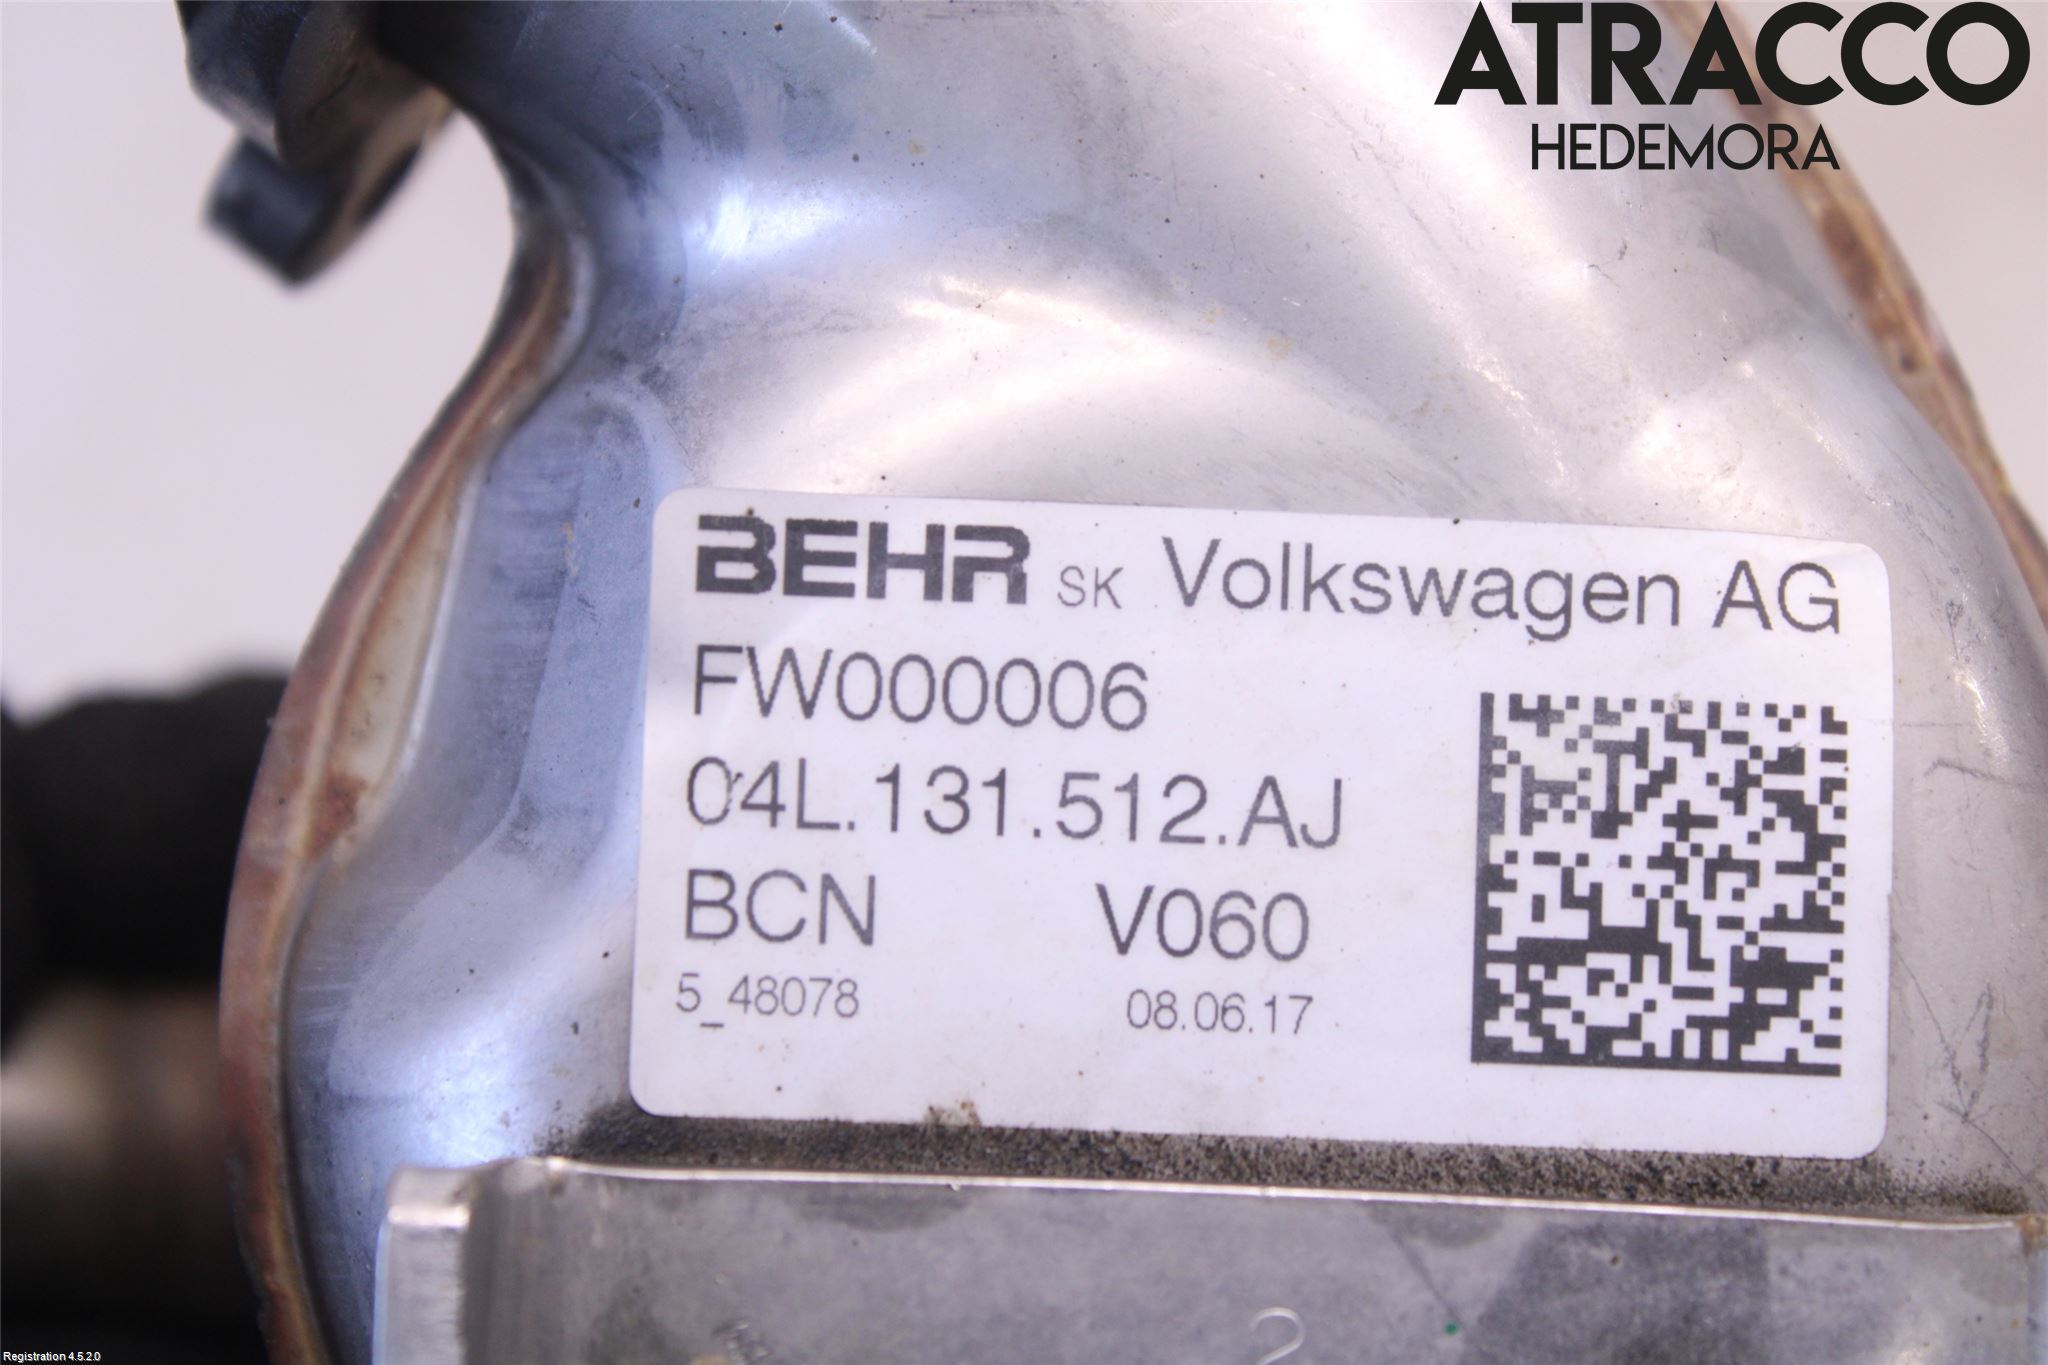 ATRACCO
HEDEMORA
BEHR SK Volkswagen AG
FW000006
04L.131.512.AJ
BCN V060
5_48078 08.06.17
2
Registration 4.5.2.0